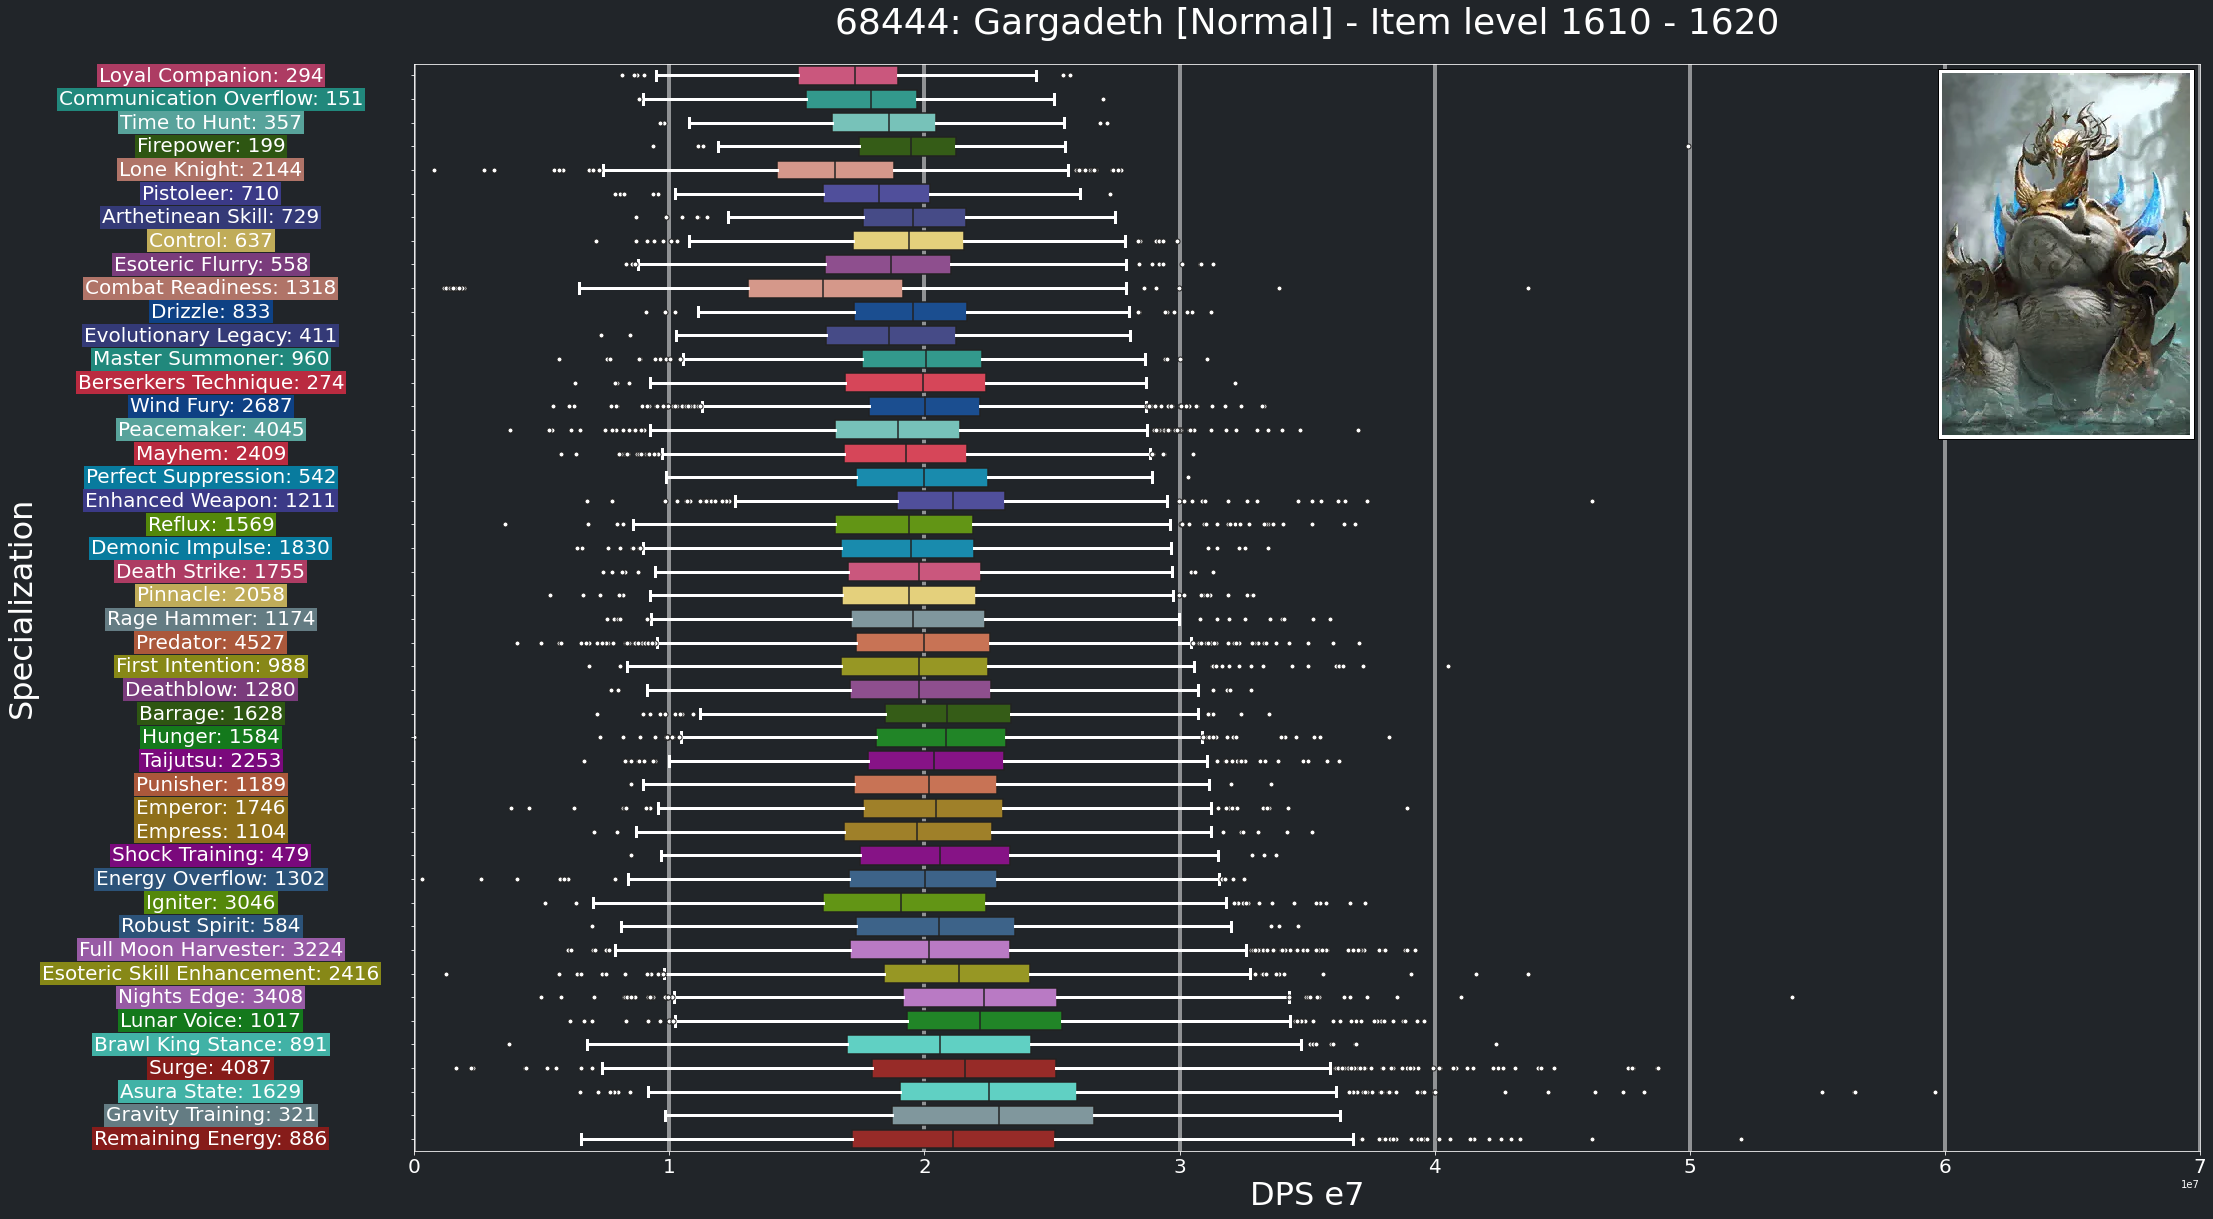 68444: Gargadeth [Normal] - Item level 1610 - 1620
Specialization
Loyal Companion: 294
Communication Overflow: 151
Time to Hunt: 357
Firepower: 199
Lone Knight: 2144
Pistoleer: 710
Arthetinean Skill: 729
Control: 637
Esoteric Flurry: 558
Combat Readiness: 1318
Drizzle: 833
Evolutionary Legacy: 411
Master Summoner: 960
Berserkers Technique: 274
Wind Fury: 2687
Peacemaker: 4045
Mayhem: 2409
Perfect Suppression: 542
Enhanced Weapon: 1211
Reflux: 1569
Demonic Impulse: 1830
Death Strike: 1755
Pinnacle: 2058
Rage Hammer: 1174
Predator: 4527
First Intention: 988
Deathblow: 1280
Barrage: 1628
Hunger: 1584
Taijutsu: 2253
Punisher: 1189
Emperor: 1746
Empress: 1104
Shock Training: 479
Energy Overflow: 1302
Igniter: 3046
Robust Spirit: 584
Full Moon Harvester: 3224
Esoteric Skill Enhancement: 2416
Nights Edge: 3408
Lunar Voice: 1017
Brawl King Stance: 891
Surge: 4087
Asura State: 1629
Gravity Training: 321
Remaining Energy: 886
0 1 2 3 4 5 6 7
1e7
DPS e7